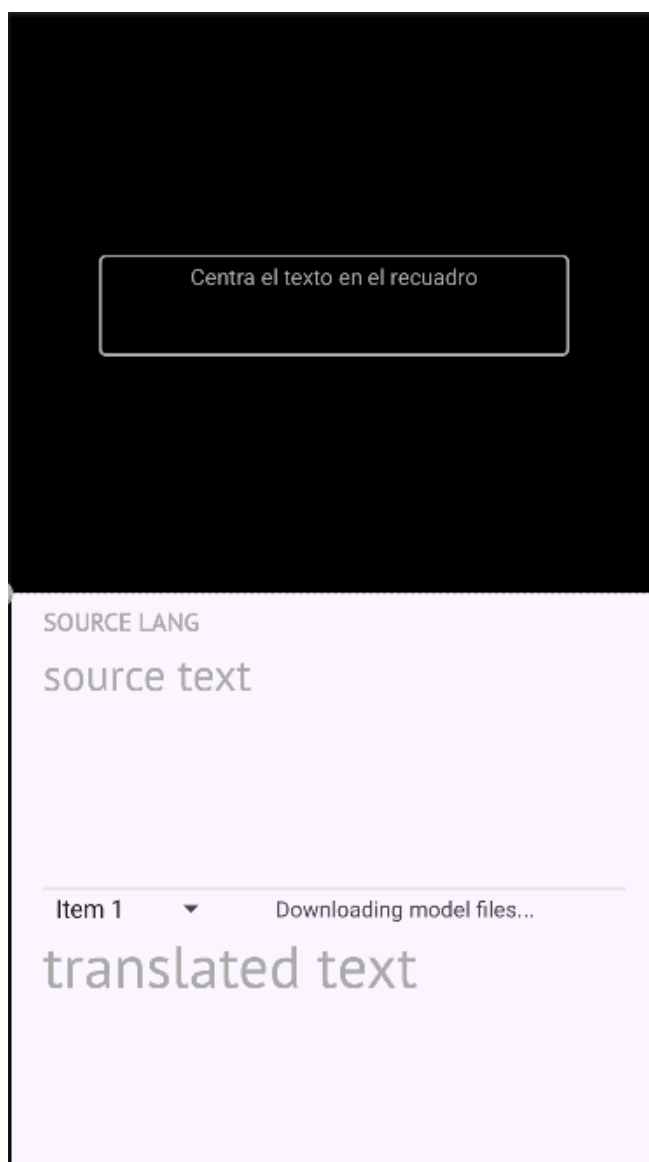 Centra el texto en el recuadro
SOURCE LANG
source text
Item 1 Downloading model files...
translated text